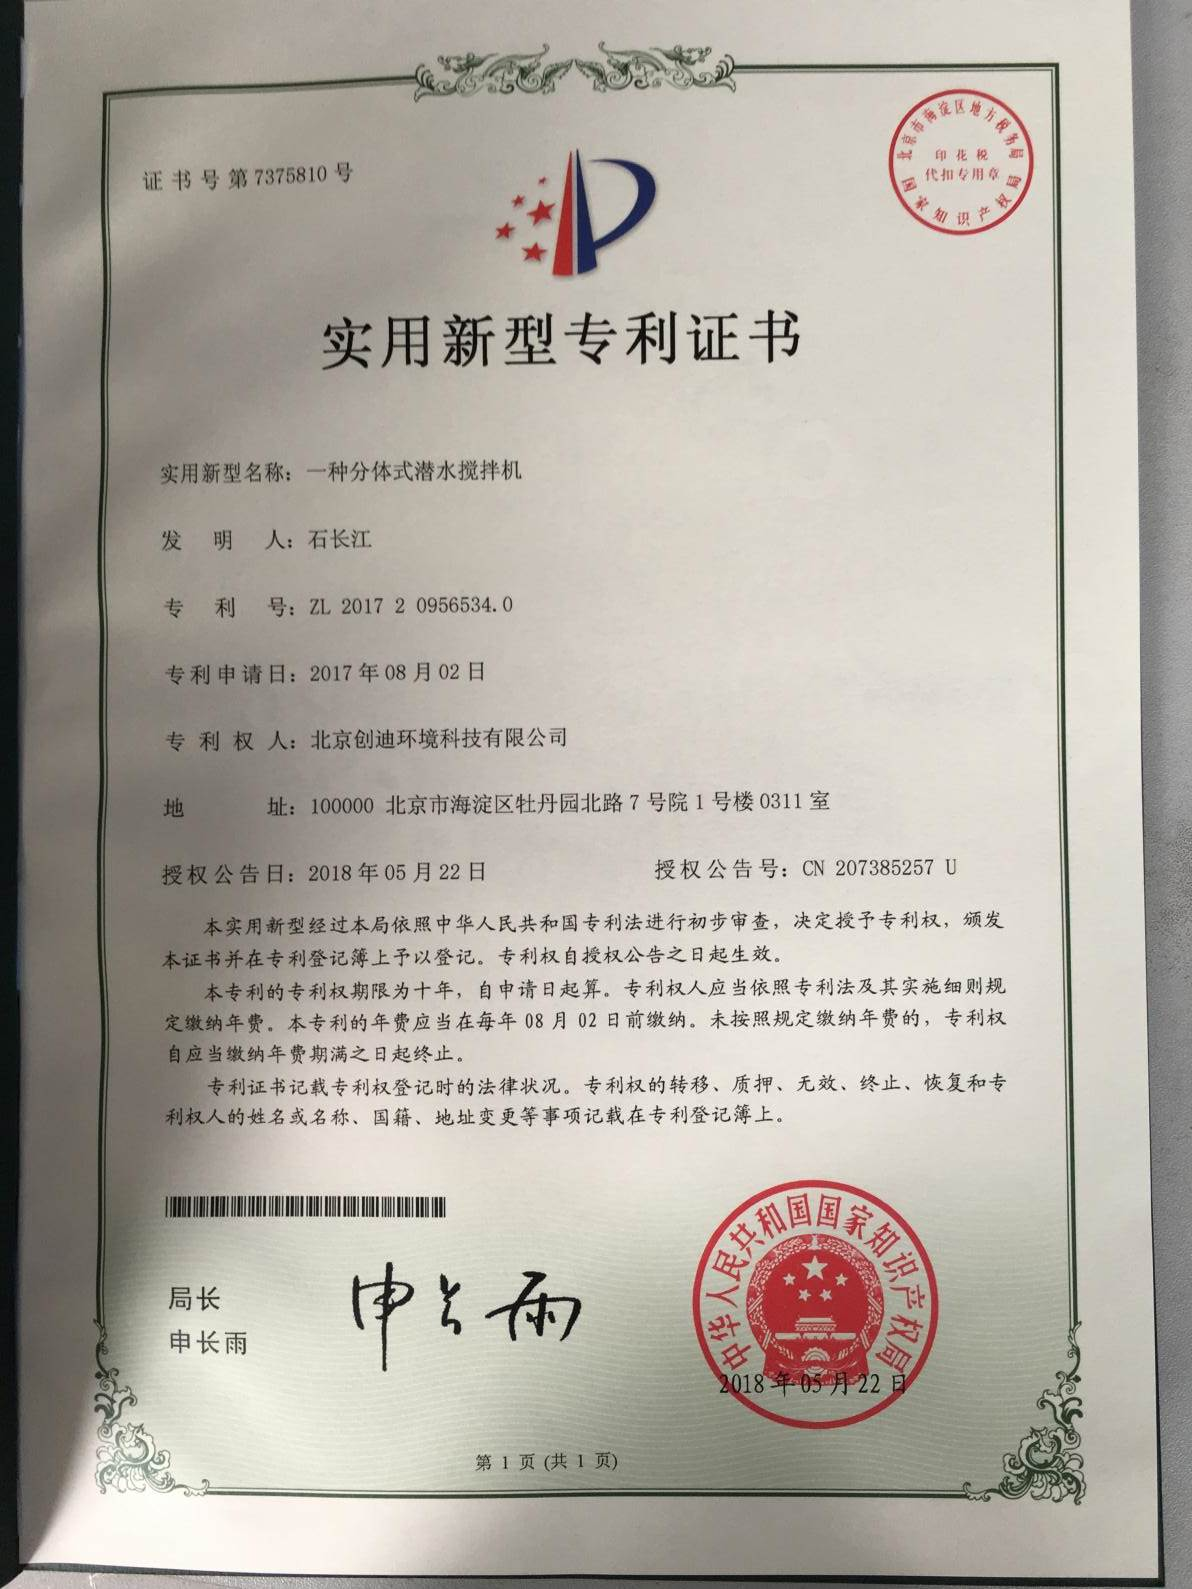 证书号第7375810号
北京市海淀区地方税务局
印花税
代扣专用章
国家知识产权局
实用新型专利证书
实用新型名称：一种分体式潜水搅拌机
发明人：石长江
专利号：ZL 2017 2 0956534.0
专利申请日：2017年08月02日
专利权人：北京创迪环境科技有限公司
地址：100000 北京市海淀区牡丹园北路7号院1号楼0311室
授权公告日：2018年05月22日 授权公告号：CN 207385257 U
本实用新型经过本局依照中华人民共和国专利法进行初步审查，决定授予专利权，颁发
本证书并在专利登记簿上予以登记。专利权自授权公告之日起生效。
本专利的专利权期限为十年，自申请日起算。专利权人应当依照专利法及其实施细则规
定缴纳年费。本专利的年费应当在每年08月02日前缴纳。未按照规定缴纳年费的，专利权
自应当缴纳年费期满之日起终止。
专利证书记载专利权登记时的法律状况。专利权的转移、质押、无效、终止、恢复和专
利权人的姓名或名称、国籍、地址变更等事项记载在专利登记簿上。
局长
申长雨
申长雨
中华人民共和国国家知识产权局
2018年05月22日
第1页(共1页)